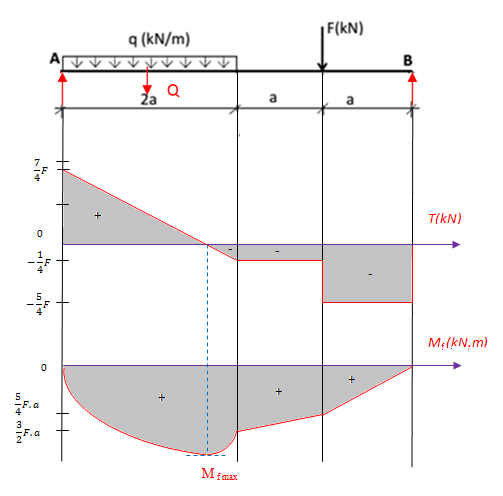 F(kN)
q (kN/m)
A
B
Q
2a
a
a
7/4 F
+
T(kN)
0
-
-
-1/4 F
-
-5/4 F
M_f(kN,m)
0
+
+
+
5/4 F.a
3/2 F.a
M_fmax